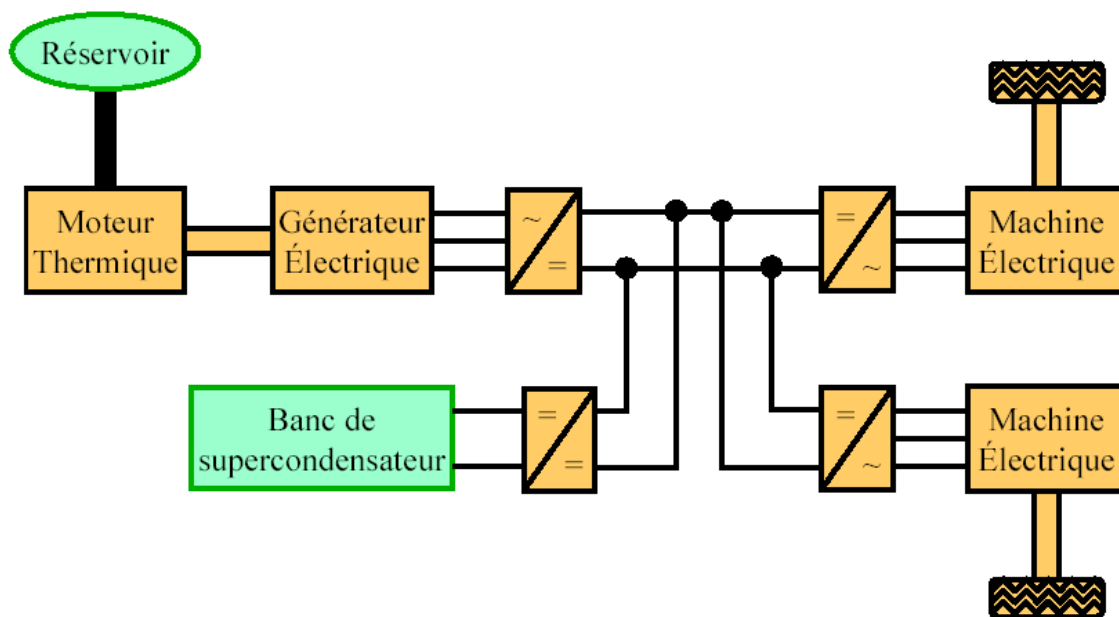 Réservoir
Moteur
Thermique
Générateur
Électrique
~
=
=
~
Machine
Électrique
Banc de
supercondensateur
=
=
=
~
Machine
Électrique